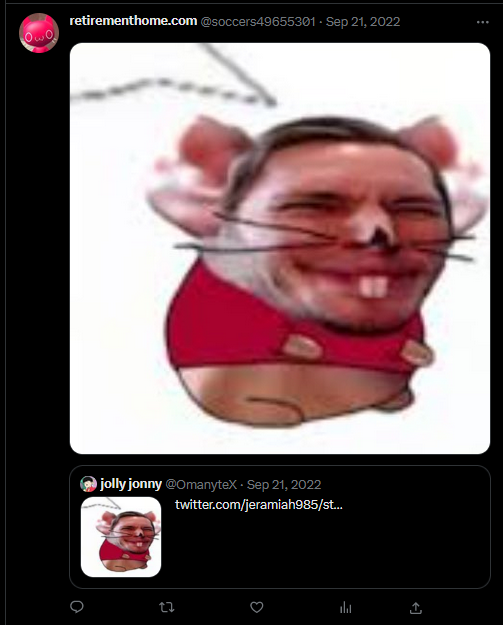 retirementhome.com @soccers49655301 · Sep 21, 2022
jolly jonny @OmanyteX · Sep 21, 2022
twitter.com/jeramiah985/st...